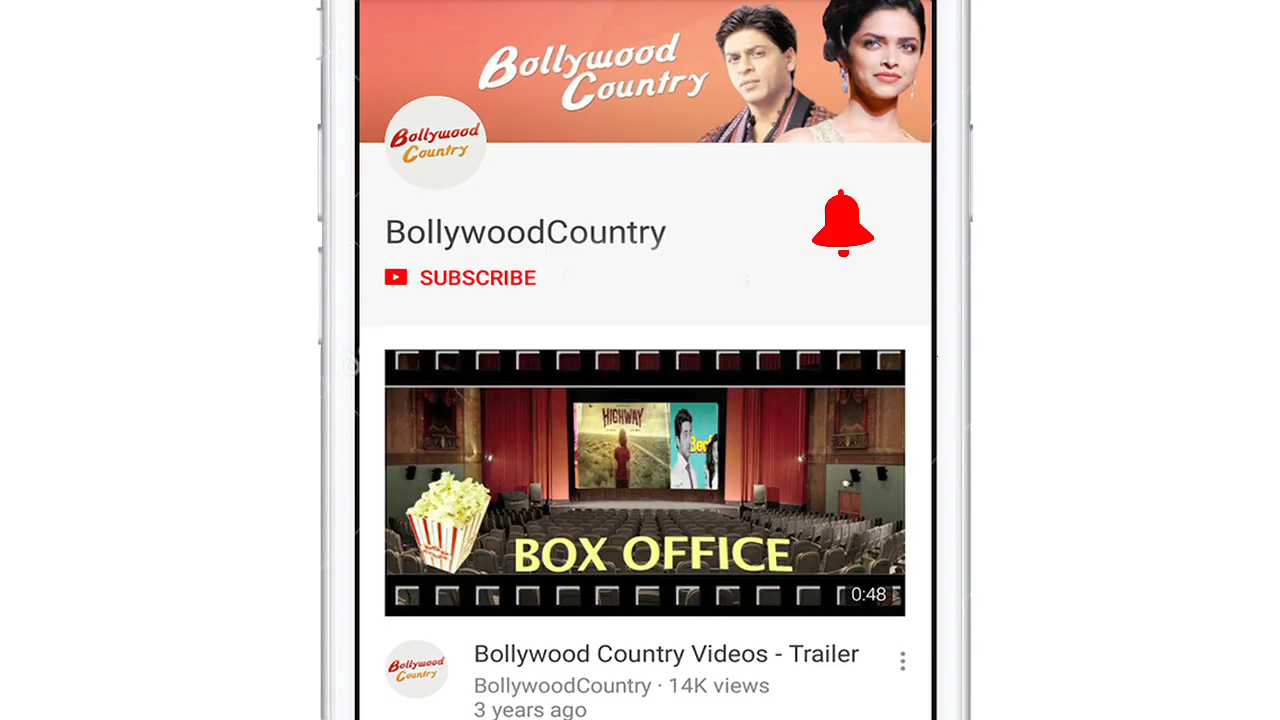 Bollywood
Country
Bollywood
Country
BollywoodCountry
SUBSCRIBE
HIGHWAY
BOX OFFICE
0:48
Bollywood
Country
Bollywood Country Videos - Trailer
BollywoodCountry · 14K views
3 years ago